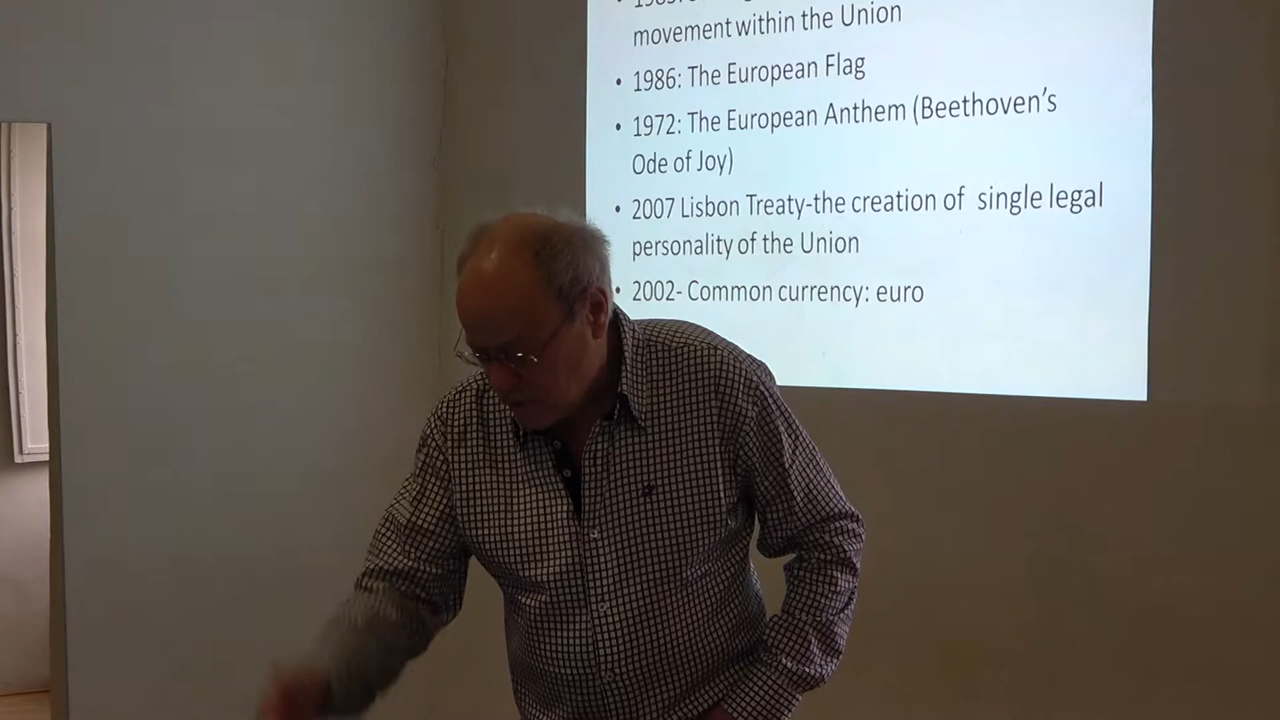 movement within the Union
• 1986: The European Flag
• 1972: The European Anthem (Beethoven's
Ode of Joy)
• 2007 Lisbon Treaty-the creation of single legal
personality of the Union
• 2002- Common currency: euro